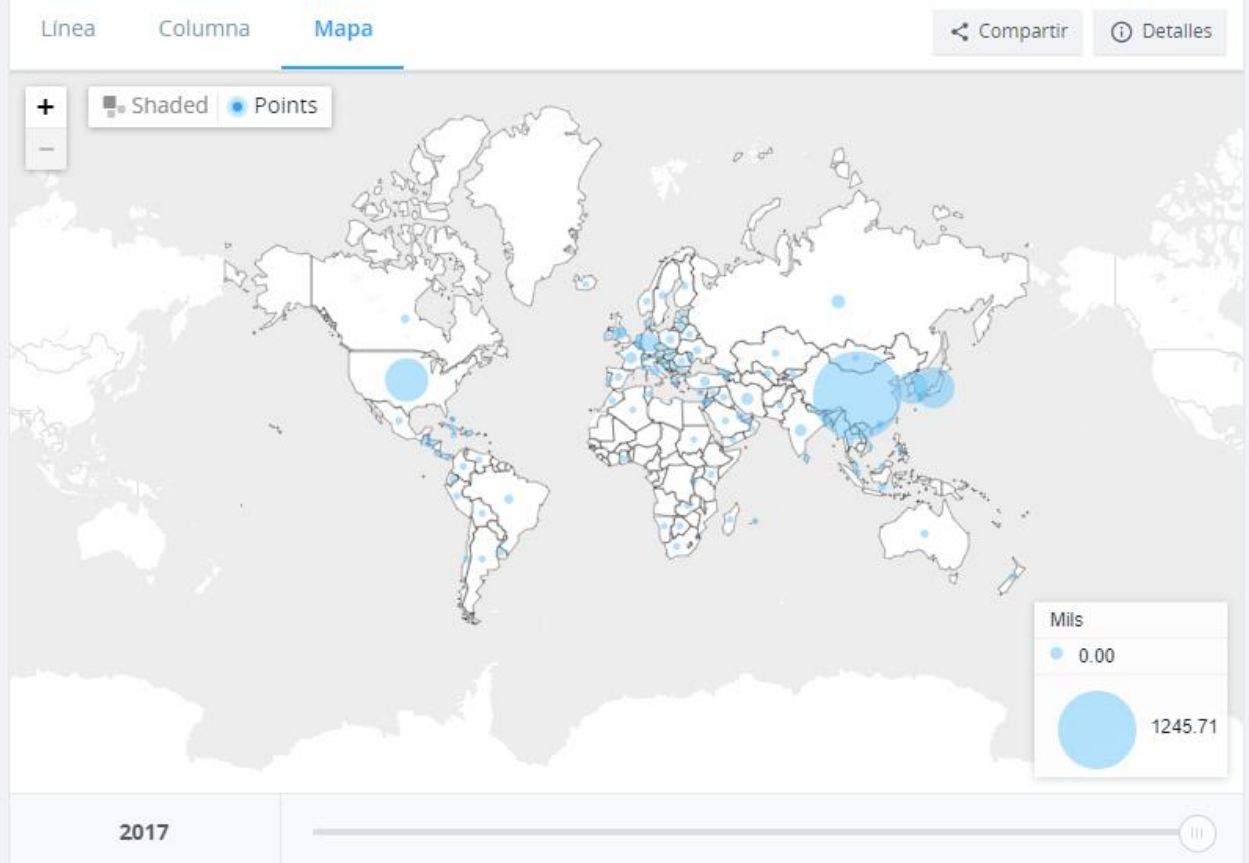 Línea Columna Mapa Compartir Detalles
+ Shaded Points
−
Mils
0.00
1245.71
2017